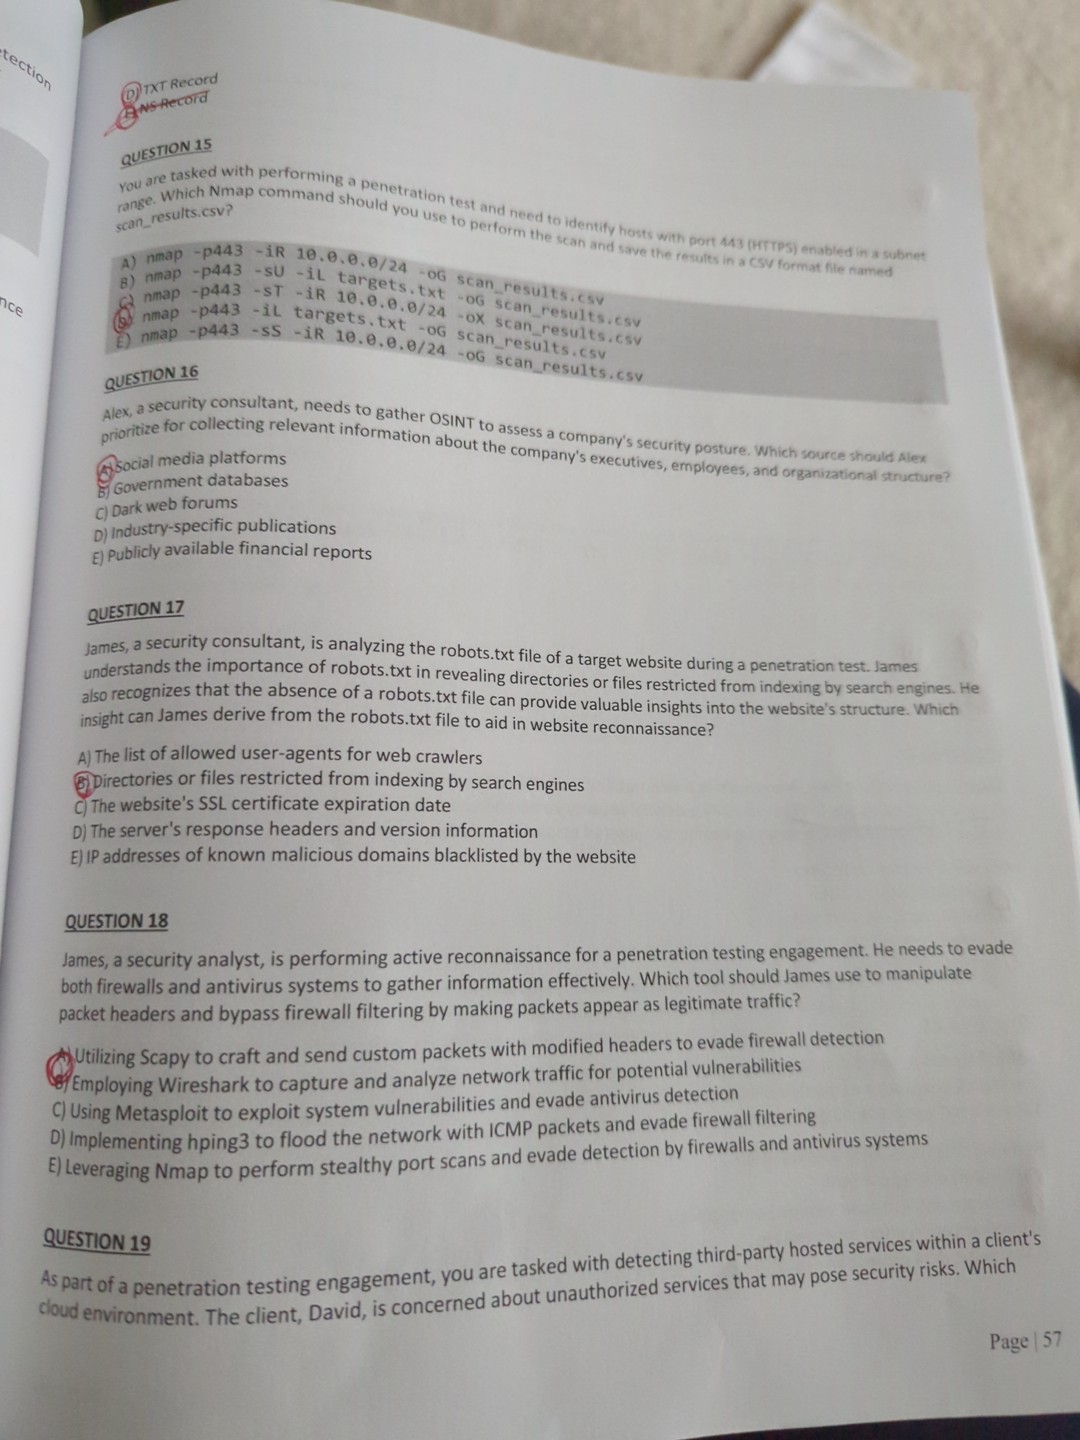 tection
nce
D) TXT Record
E) NS Record
QUESTION 15
You are tasked with performing a penetration test and need to identify hosts with port 443 (HTTPS) enabled in a subnet
range. Which Nmap command should you use to perform the scan and save the results in a CSV format file named
scan_results.csv?
A) nmap -p443 -iR 10.0.0.0/24 -oG scan_results.csv
B) nmap -p443 -sU -iL targets.txt -oG scan_results.csv
C) nmap -p443 -sT -iR 10.0.0.0/24 -oX scan_results.csv
D) nmap -p443 -iL targets.txt -oG scan_results.csv
E) nmap -p443 -sS -iR 10.0.0.0/24 -oG scan_results.csv
QUESTION 16
Alex, a security consultant, needs to gather OSINT to assess a company's security posture. Which source should Alex
prioritize for collecting relevant information about the company's executives, employees, and organizational structure?
A) Social media platforms
B) Government databases
C) Dark web forums
D) Industry-specific publications
E) Publicly available financial reports
QUESTION 17
James, a security consultant, is analyzing the robots.txt file of a target website during a penetration test. James
understands the importance of robots.txt in revealing directories or files restricted from indexing by search engines. He
also recognizes that the absence of a robots.txt file can provide valuable insights into the website's structure. Which
insight can James derive from the robots.txt file to aid in website reconnaissance?
A) The list of allowed user-agents for web crawlers
B) Directories or files restricted from indexing by search engines
C) The website's SSL certificate expiration date
D) The server's response headers and version information
E) IP addresses of known malicious domains blacklisted by the website
QUESTION 18
James, a security analyst, is performing active reconnaissance for a penetration testing engagement. He needs to evade
both firewalls and antivirus systems to gather information effectively. Which tool should James use to manipulate
packet headers and bypass firewall filtering by making packets appear as legitimate traffic?
A) Utilizing Scapy to craft and send custom packets with modified headers to evade firewall detection
B) Employing Wireshark to capture and analyze network traffic for potential vulnerabilities
C) Using Metasploit to exploit system vulnerabilities and evade antivirus detection
D) Implementing hping3 to flood the network with ICMP packets and evade firewall filtering
E) Leveraging Nmap to perform stealthy port scans and evade detection by firewalls and antivirus systems
QUESTION 19
As part of a penetration testing engagement, you are tasked with detecting third-party hosted services within a client's
cloud environment. The client, David, is concerned about unauthorized services that may pose security risks. Which
Page | 57